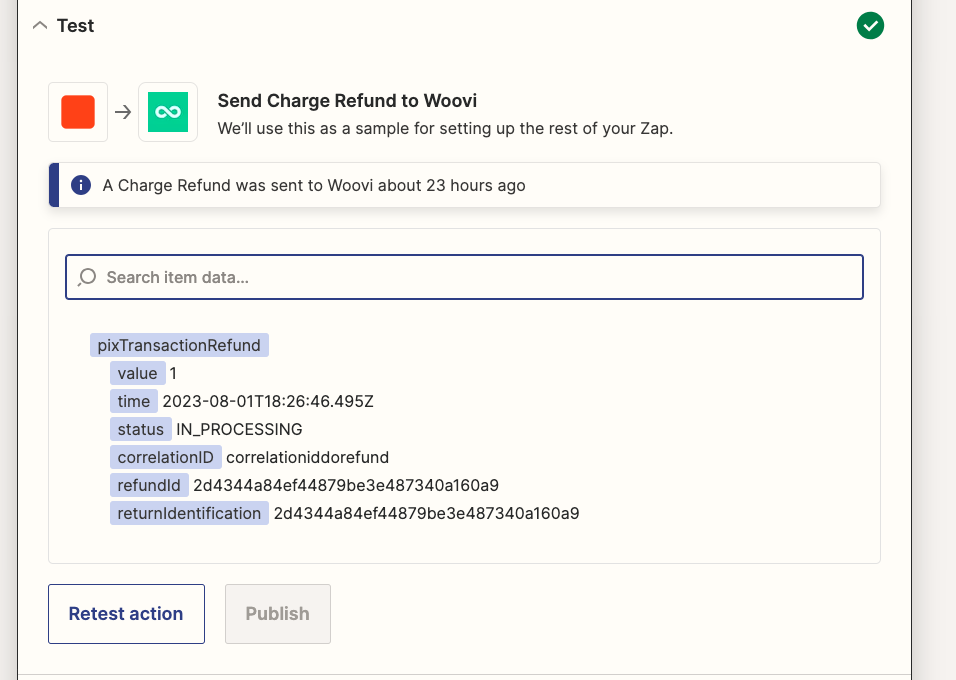 Test
Send Charge Refund to Woovi
We'll use this as a sample for setting up the rest of your Zap.
A Charge Refund was sent to Woovi about 23 hours ago
Search item data...
pixTransactionRefund
value 1
time 2023-08-01T18:26:46.495Z
status IN_PROCESSING
correlationID correlationiddorefund
refundId 2d4344a84ef44879be3e487340a160a9
returnIdentification 2d4344a84ef44879be3e487340a160a9
Retest action Publish